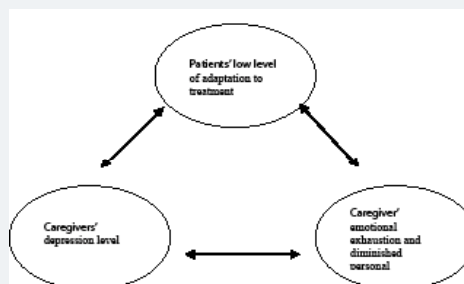 Patients' low level
of adaptation to
treatment
Caregivers'
depression level
Caregiver'
emotional
exhaustion and
diminished
personal